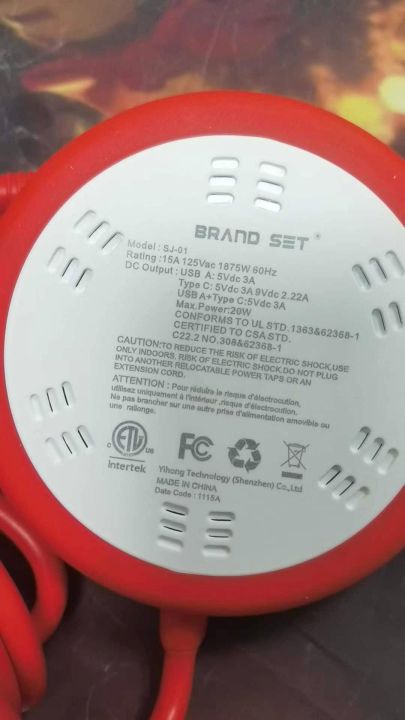 BRAND SET®
Model : SJ-01
Rating:15A 125Vac 1875W 60Hz
DC Output : USB A: 5Vdc 3A
Type C: 5Vdc 3A 9Vdc 2.22A
USB A+Type C:5Vdc 3A
Max.Power:20W
CONFORMS TO UL STD. 1363&62368-1
CERTIFIED TO CSA STD.
C22.2 NO.308&62368-1
CAUTION:TO REDUCE THE RISK OF ELECTRIC SHOCK,USE
ONLY INDOORS, RISK OF ELECTRIC SHOCK.DO NOT PLUG
INTO ANOTHER RELOCATABLE POWER TAPS OR AN
EXTENSION CORD.
ATTENTION : Pour réduire le risque d'électrocution,
utilisez uniquement à l'intérieur .risque d'électrocution.
Ne pas brancher sur une autre prise d'alimentation amovible ou
une rallonge.
C ETL US
FC
Intertek Yihong Technology (Shenzhen) Co.,Ltd
MADE IN CHINA
Date Code : 1115A